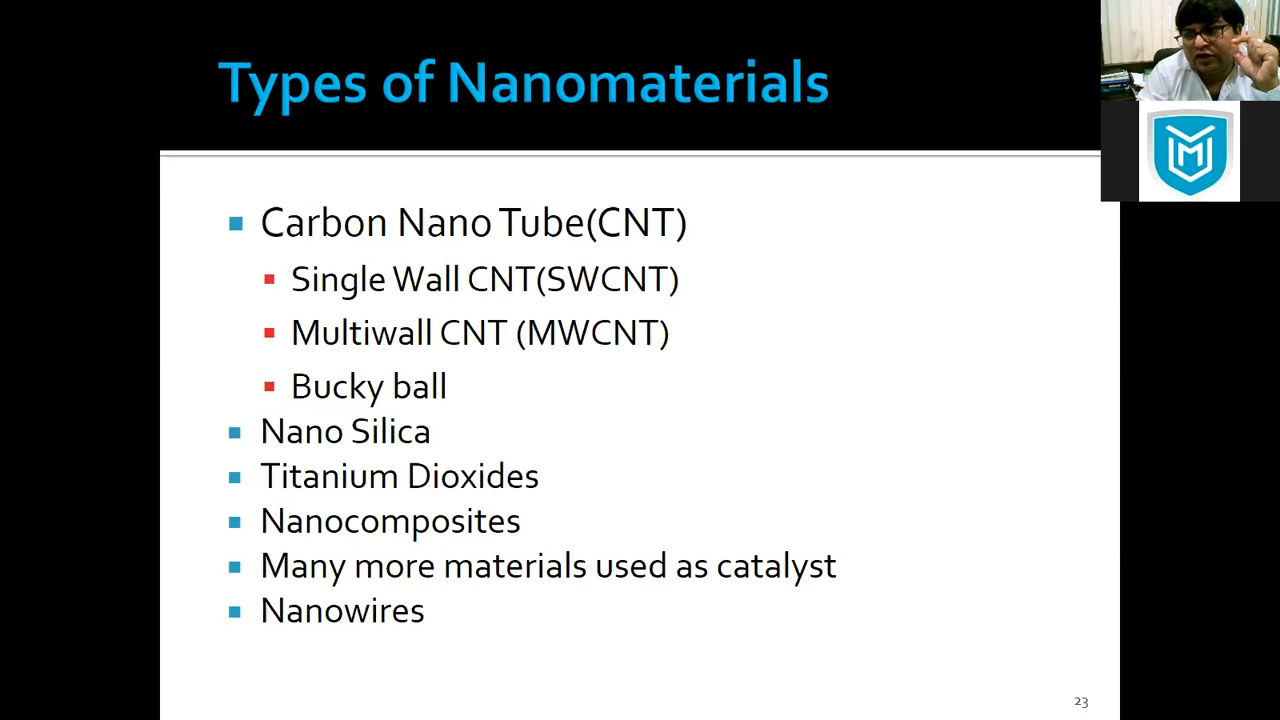 Types of Nanomaterials
Carbon Nano Tube(CNT)
Single Wall CNT(SWCNT)
Multiwall CNT (MWCNT)
Bucky ball
Nano Silica
Titanium Dioxides
Nanocomposites
Many more materials used as catalyst
Nanowires
23